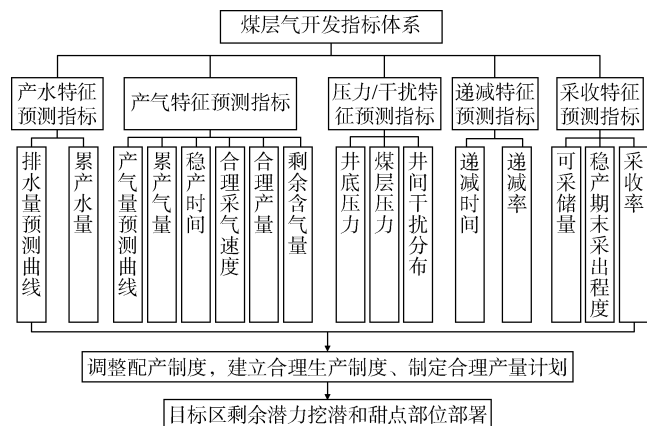 煤层气开发指标体系
产水特征
预测指标
产气特征预测指标
压力/干扰特
征预测指标
递减特征
预测指标
采收特征
预测指标
排水量预测曲线
累产水量
产气量预测曲线
累产气量
稳产时间
合理采气速度
合理产量
剩余含气量
井底压力
煤层压力
井间干扰分布
递减时间
递减率
可采储量
稳产期末采出程度
采收率
调整配产制度，建立合理生产制度、制定合理产量计划
目标区剩余潜力挖潜和甜点部位部署